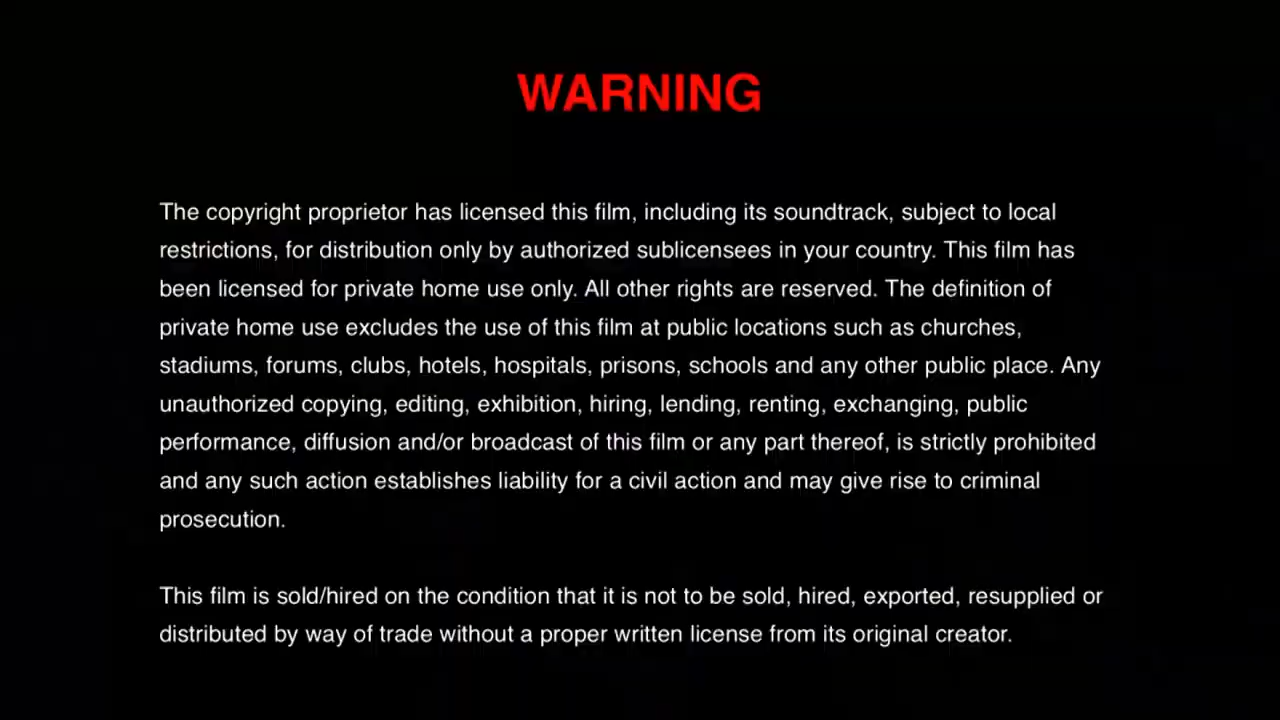 WARNING
The copyright proprietor has licensed this film, including its soundtrack, subject to local
restrictions, for distribution only by authorized sublicensees in your country. This film has
been licensed for private home use only. All other rights are reserved. The definition of
private home use excludes the use of this film at public locations such as churches,
stadiums, forums, clubs, hotels, hospitals, prisons, schools and any other public place. Any
unauthorized copying, editing, exhibition, hiring, lending, renting, exchanging, public
performance, diffusion and/or broadcast of this film or any part thereof, is strictly prohibited
and any such action establishes liability for a civil action and may give rise to criminal
prosecution.
This film is sold/hired on the condition that it is not to be sold, hired, exported, resupplied or
distributed by way of trade without a proper written license from its original creator.